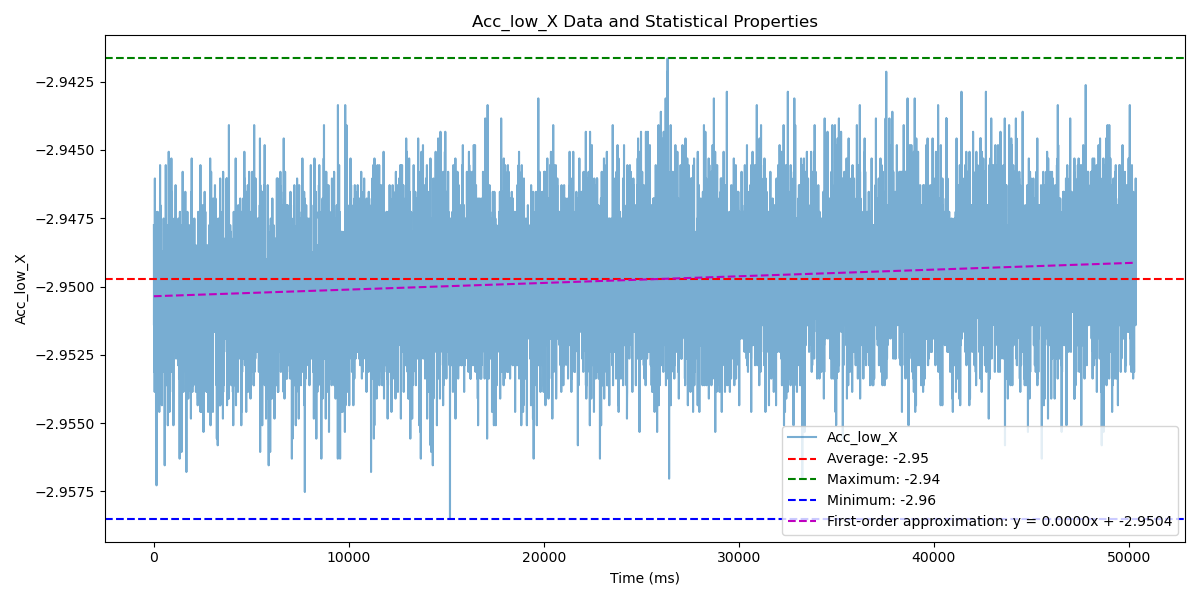 Acc_low_X Data and Statistical Properties
−2.9425
−2.9450
−2.9475
−2.9500
−2.9525
−2.9550
−2.9575
Acc_low_X
Acc_low_X
Average: -2.95
Maximum: -2.94
Minimum: -2.96
First-order approximation: y = 0.0000x + -2.9504
0
10000
20000
30000
40000
50000
Time (ms)